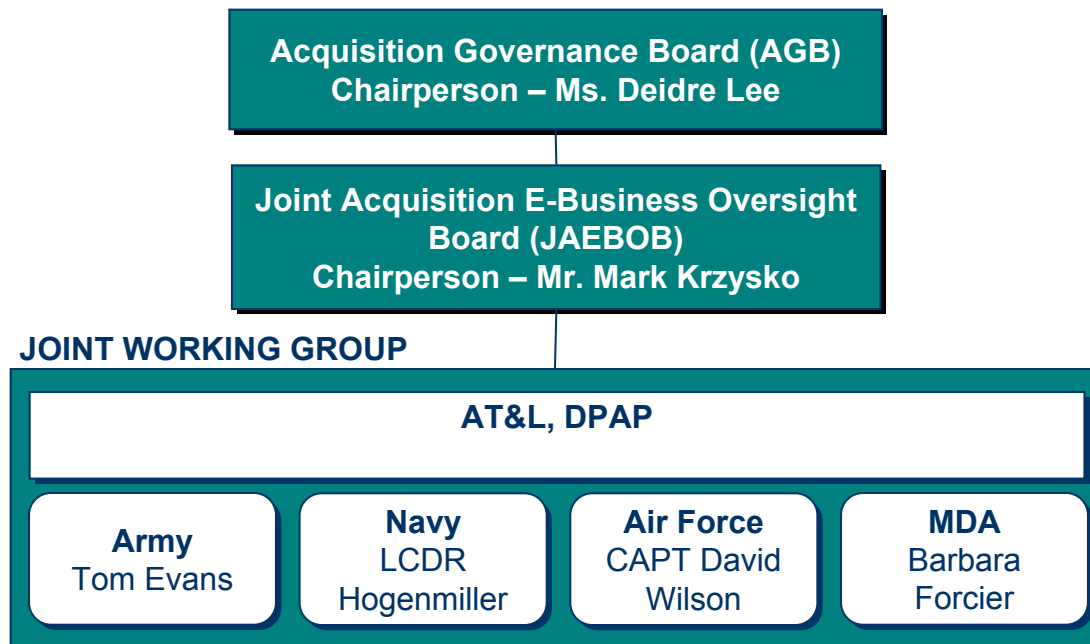 Acquisition Governance Board (AGB)
Chairperson – Ms. Deidre Lee
Joint Acquisition E-Business Oversight
Board (JAEBOB)
Chairperson – Mr. Mark Krzysko
JOINT WORKING GROUP
AT&L, DPAP
Army
Tom Evans
Navy
LCDR
Hogenmiller
Air Force
CAPT David
Wilson
MDA
Barbara
Forcier